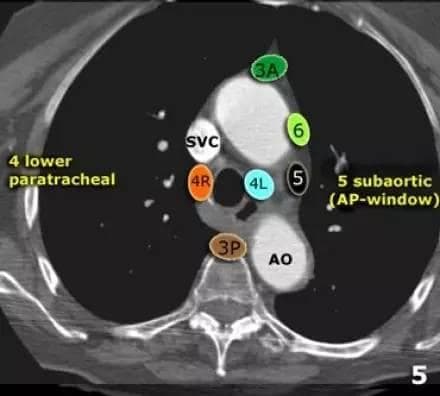 3A
6
SVC
4 lower
paratracheal
4R
4L
5
5 subaortic
(AP-window)
3P
AO
5